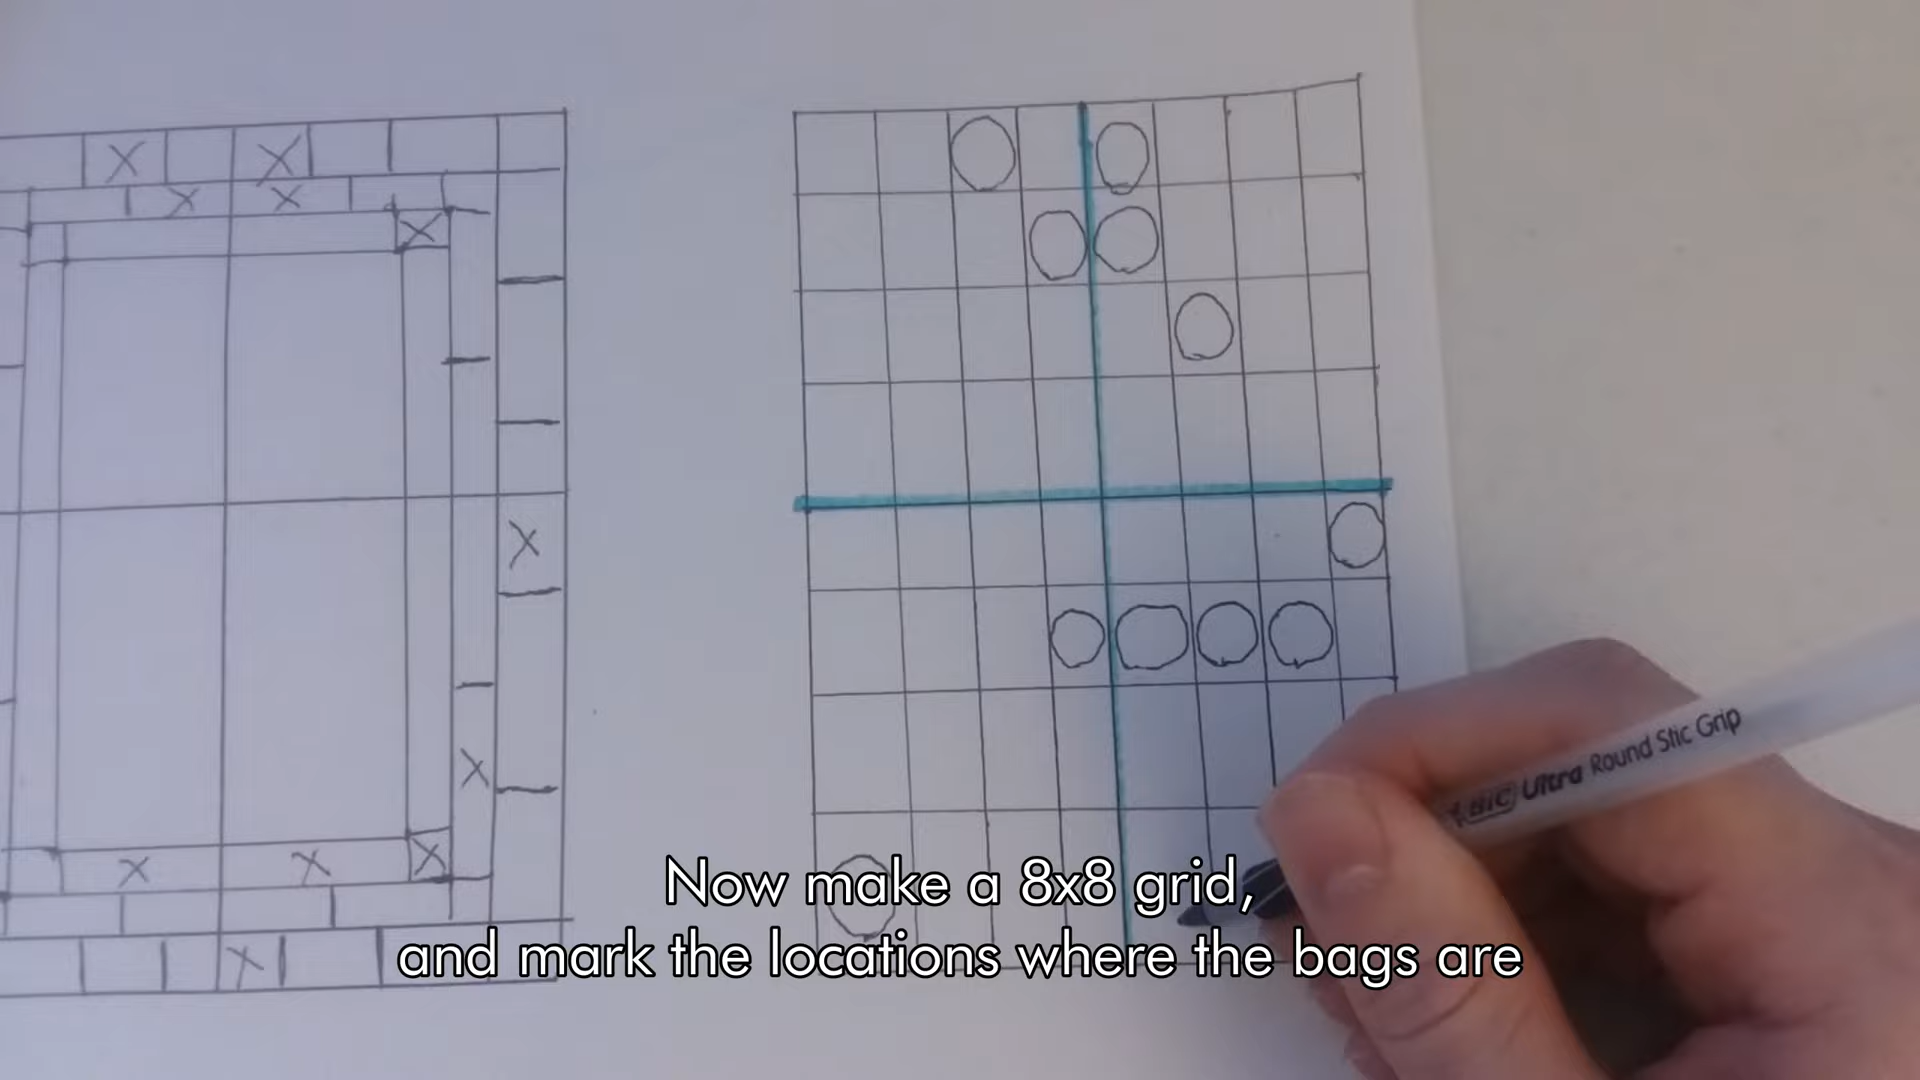 X X
X X
X
X
X
X X X
X
BIC Ultra Round Stic Grip
Now make a 8x8 grid,
and mark the locations where the bags are